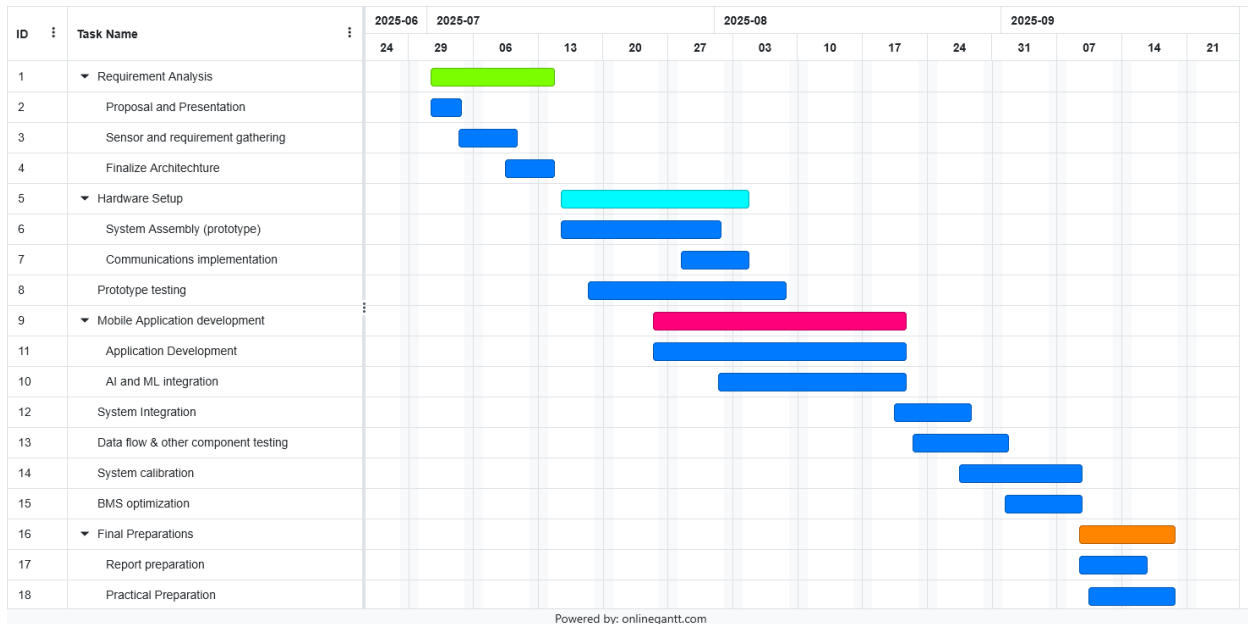 ID Task Name 2025-06 2025-07 2025-08 2025-09
24 29 06 13 20 27 03 10 17 24 31 07 14 21
1 Requirement Analysis
2 Proposal and Presentation
3 Sensor and requirement gathering
4 Finalize Architechture
5 Hardware Setup
6 System Assembly (prototype)
7 Communications implementation
8 Prototype testing
9 Mobile Application development
11 Application Development
10 AI and ML integration
12 System Integration
13 Data flow & other component testing
14 System calibration
15 BMS optimization
16 Final Preparations
17 Report preparation
18 Practical Preparation
Powered by: onlinegantt.com